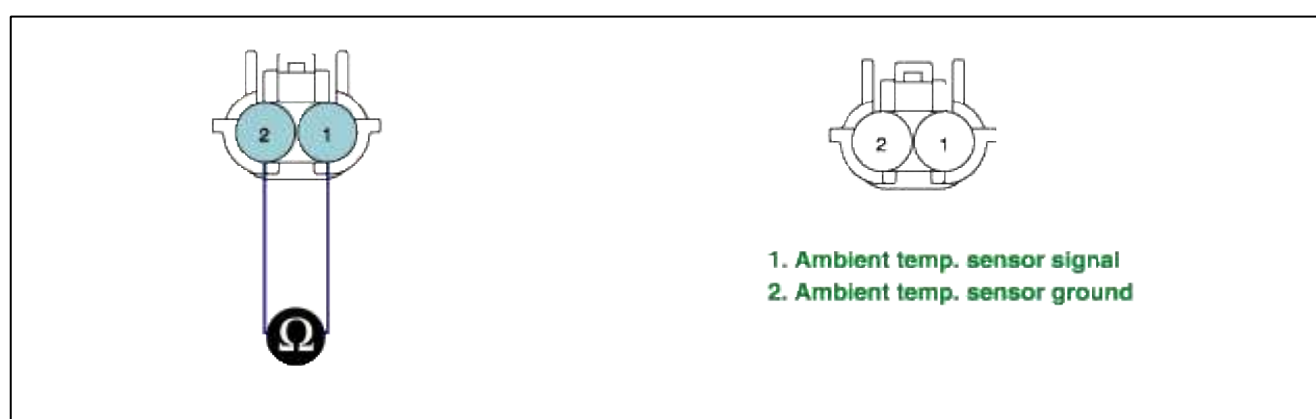 2 1
Ω
2 1
1. Ambient temp. sensor signal
2. Ambient temp. sensor ground